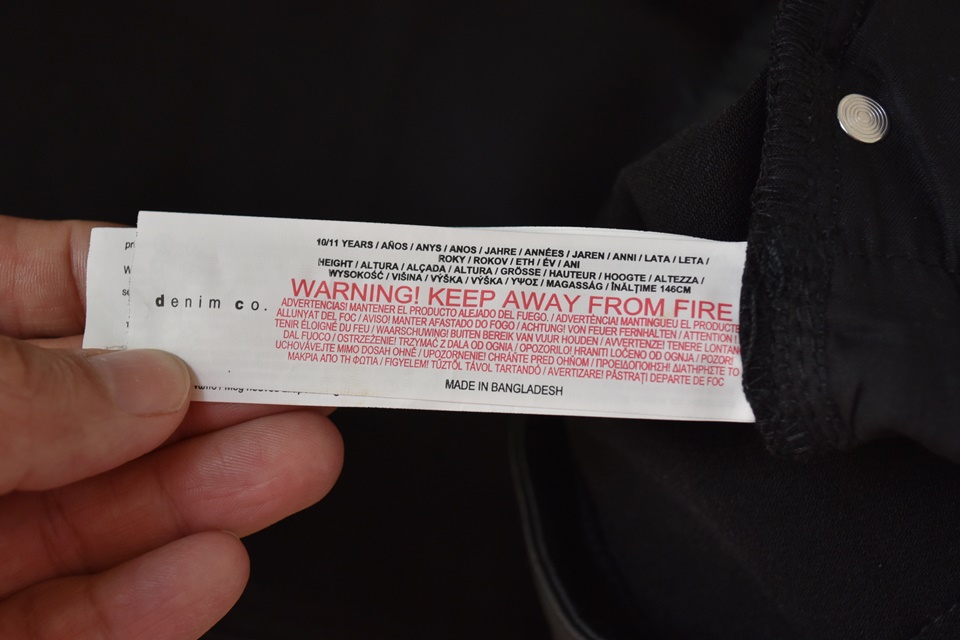 10/11 YEARS / AÑOS / ANYS / ANOS / JAHRE / ANNÉES / JAREN / ANNI / LATA / LETA /
ROKY / ROKOV / ETH / ÉV / ANI
HEIGHT / ALTURA / ALÇADA / ALTURA / GRÖSSE / HAUTEUR / HOOGTE / ALTEZZA /
WYSOKOŚĆ / VIŠINA / VÝŠKA / VÝŠKA / ΥΨΟΣ / MAGASSÁG / ÎNĂLŢIME 146CM
WARNING! KEEP AWAY FROM FIRE
ADVERTENCIAS! MANTENER EL PRODUCTO ALEJADO DEL FUEGO. / ADVERTÈNCIA! MANTINGUEU EL PRODUCTE
ALLUNYAT DEL FOC / AVISO! MANTER AFASTADO DO FOGO / ACHTUNG! VON FEUER FERNHALTEN / ATTENTION !
TENIR ÉLOIGNÉ DU FEU / WAARSCHUWING! BUITEN BEREIK VAN VUUR HOUDEN / AVVERTENZE! TENERE LONTAN
DAL FUOCO! / OSTRZEŻENIE! TRZYMAĆ Z DALA OD OGNIA / OPOZORILO! HRANITI LOČENO OD OGNJA / POZOR!
UCHOVÁVEJTE MIMO DOSAH OHNĚ / UPOZORNENIE! CHRÁŇTE PRED OHŇOM / ΠΡΟΕΙΔΟΠΟΙΗΣΗ! ΔΙΑΤΗΡΗΣΤΕ ΤΟ
ΜΑΚΡΙΑ ΑΠΟ ΤΗ ΦΩΤΙΑ / FIGYELEM! TŰZTŐL TÁVOL TARTANDÓ / AVERTIZARE! PĂSTRAŢI DEPARTE DE FOC
denim co.
MADE IN BANGLADESH